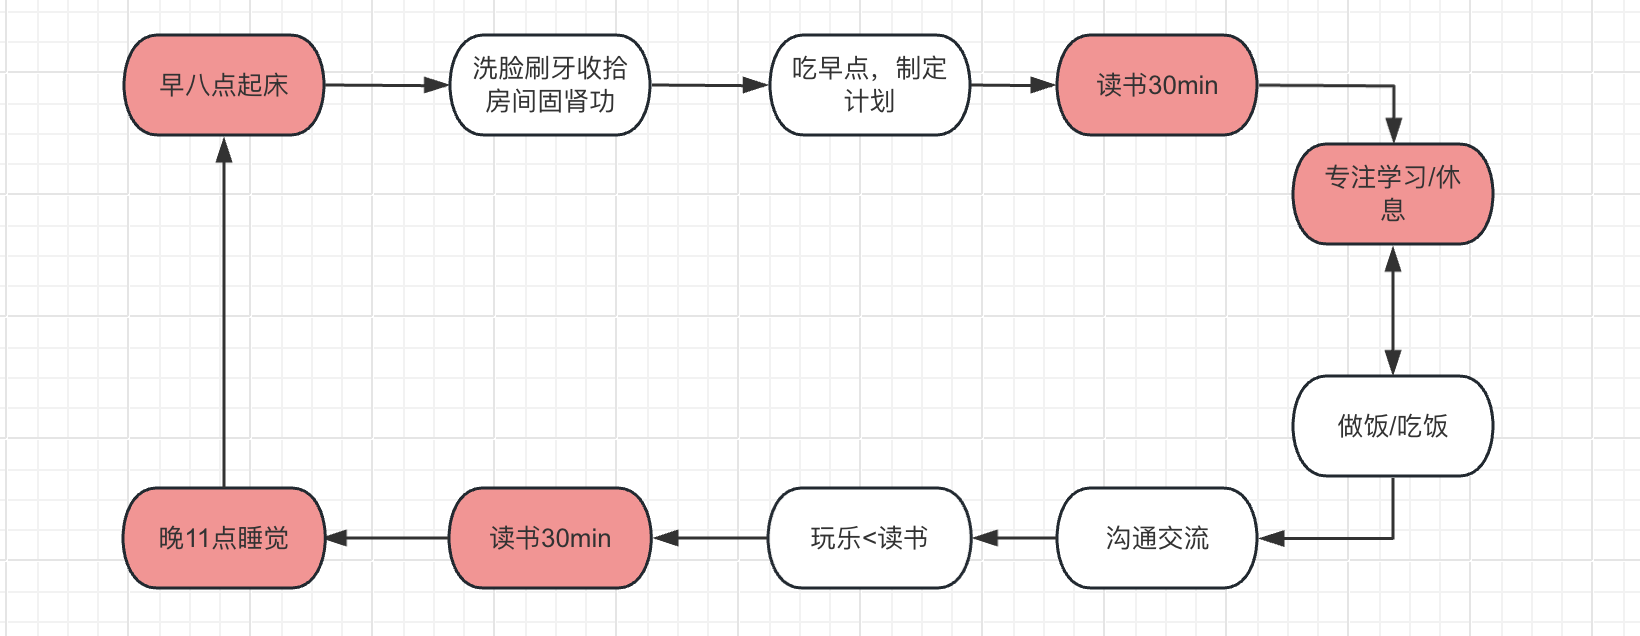 早八点起床
洗脸刷牙收拾
房间固肾功
吃早点，制定
计划
读书30min
专注学习/休
息
做饭/吃饭
沟通交流
玩乐<读书
读书30min
晚11点睡觉